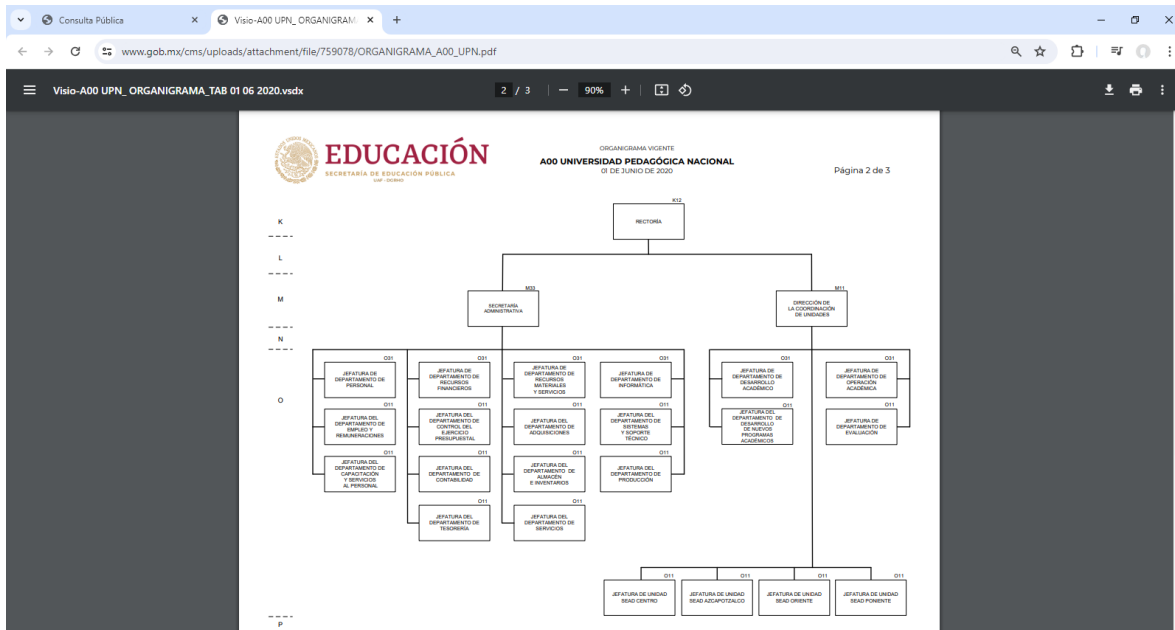 Consulta Pública
Visio-A00 UPN_ ORGANIGRAM
www.gob.mx/cms/uploads/attachment/file/759078/ORGANIGRAMA_A00_UPN.pdf
Visio-A00 UPN_ ORGANIGRAMA_TAB 01 06 2020.vsdx
2 / 3
90%
EDUCACIÓN
SECRETARÍA DE EDUCACIÓN PÚBLICA
ORGANIGRAMA VIGENTE
A00 UNIVERSIDAD PEDAGÓGICA NACIONAL
01 DE JUNIO DE 2020
Página 2 de 3
K
L
M
N
O
P
K12
RECTORÍA
M33
SECRETARÍA
ADMINISTRATIVA
M11
DIRECCIÓN DE
LA COORDINACIÓN
DE UNIDADES
O31
JEFATURA DE
DEPARTAMENTO DE
PERSONAL
O31
JEFATURA DE
DEPARTAMENTO DE
RECURSOS
FINANCIEROS
O31
JEFATURA DE
DEPARTAMENTO DE
RECURSOS
MATERIALES
Y SERVICIOS
O31
JEFATURA DE
DEPARTAMENTO DE
INFORMÁTICA
O31
JEFATURA DE
DEPARTAMENTO DE
DESARROLLO
ACADÉMICO
O31
JEFATURA DE
DEPARTAMENTO DE
OPERACIÓN
ACADÉMICA
O11
JEFATURA DEL
DEPARTAMENTO DE
EMPLEO Y
REMUNERACIONES
O11
JEFATURA DEL
DEPARTAMENTO DE
CONTROL DEL
EJERCICIO
PRESUPUESTAL
O11
JEFATURA DEL
DEPARTAMENTO DE
ADQUISICIONES
O11
JEFATURA DEL
DEPARTAMENTO DE
SISTEMAS
Y SOPORTE
TÉCNICO
O11
JEFATURA DEL
DEPARTAMENTO DE
DESARROLLO
DE NUEVOS
PROGRAMAS
ACADÉMICOS
O11
JEFATURA DE
DEPARTAMENTO DE
EVALUACIÓN
O11
JEFATURA DEL
DEPARTAMENTO DE
CAPACITACIÓN
Y SERVICIOS
AL PERSONAL
O11
JEFATURA DEL
DEPARTAMENTO DE
CONTABILIDAD
O11
JEFATURA DEL
DEPARTAMENTO DE
ALMACÉN
E INVENTARIOS
O11
JEFATURA DEL
DEPARTAMENTO DE
PRODUCCIÓN
O11
JEFATURA DEL
DEPARTAMENTO DE
TESORERÍA
O11
JEFATURA DEL
DEPARTAMENTO DE
SERVICIOS
O11
JEFATURA DE UNIDAD
SEAD CENTRO
O11
JEFATURA DE UNIDAD
SEAD AZCAPOTZALCO
O11
JEFATURA DE UNIDAD
SEAD ORIENTE
O11
JEFATURA DE UNIDAD
SEAD PONIENTE